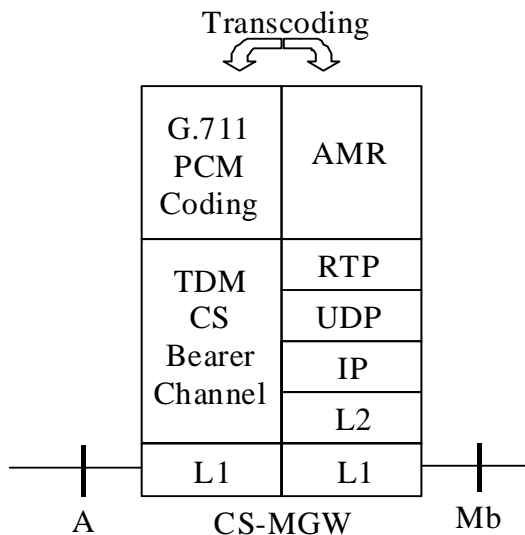 Transcoding
G.711
PCM
Coding
AMR
TDM
CS
Bearer
Channel
RTP
UDP
IP
L2
L1
L1
A
CS-MGW
Mb